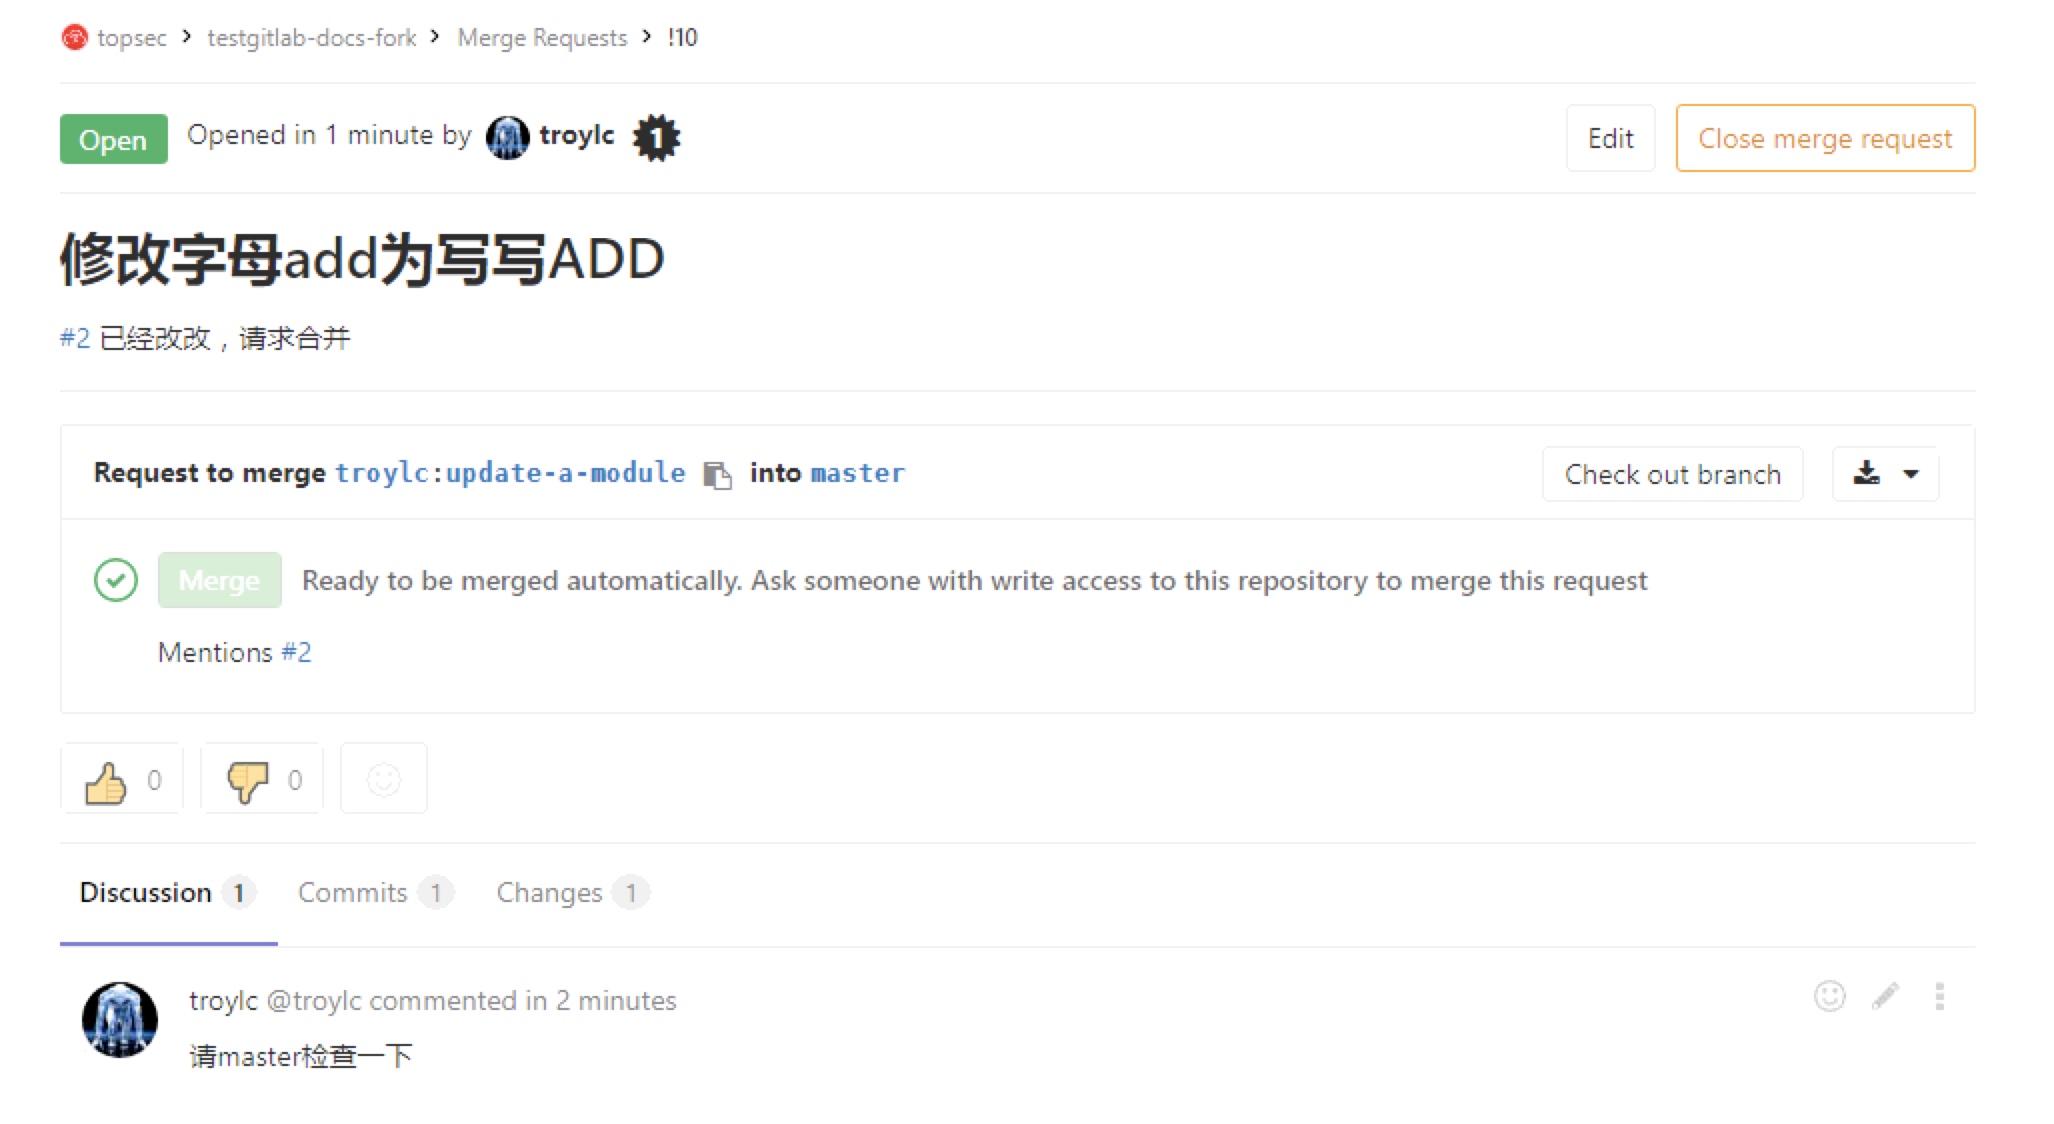 topsec > testgitlab-docs-fork > Merge Requests > !10
Open Opened in 1 minute by troylc 1 Edit Close merge request
修改字母add为写写ADD
#2 已经改改，请求合并
Request to merge troylc:update-a-module into master Check out branch
Merge Ready to be merged automatically. Ask someone with write access to this repository to merge this request
Mentions #2
0 0
Discussion 1 Commits 1 Changes 1
troylc @troylc commented in 2 minutes
请master检查一下